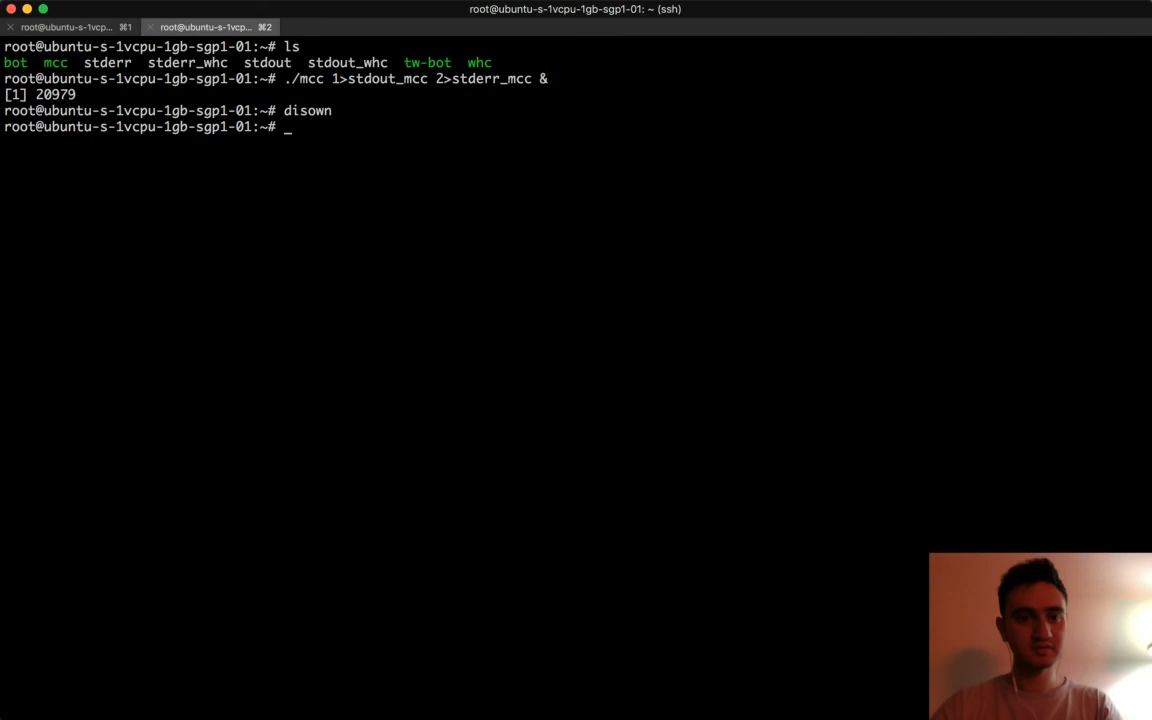 root@ubuntu-s-1vcpu-1gb-sgp1-01: ~ (ssh)
root@ubuntu-s-1vcp... ⌘1 root@ubuntu-s-1vcp... ⌘2
root@ubuntu-s-1vcpu-1gb-sgp1-01:~# ls
bot mcc stderr stderr_whc stdout stdout_whc tw-bot whc
root@ubuntu-s-1vcpu-1gb-sgp1-01:~# ./mcc 1>stdout_mcc 2>stderr_mcc &
[1] 20979
root@ubuntu-s-1vcpu-1gb-sgp1-01:~# disown
root@ubuntu-s-1vcpu-1gb-sgp1-01:~# _